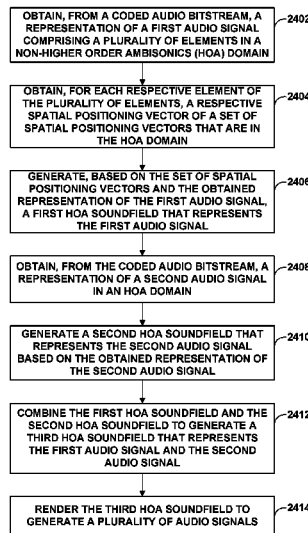 OBTAIN, FROM A CODED AUDIO BITSTREAM, A
REPRESENTATION OF A FIRST AUDIO SIGNAL
COMPRISING A PLURALITY OF ELEMENTS IN A
NON-HIGHER ORDER AMBISONICS (HOA) DOMAIN
2402
OBTAIN, FOR EACH RESPECTIVE ELEMENT
OF THE PLURALITY OF ELEMENTS, A
RESPECTIVE SPATIAL POSITIONING VECTOR
OF A SET OF SPATIAL POSITIONING
VECTORS THAT ARE IN THE HOA DOMAIN
2404
GENERATE, BASED ON THE SET OF SPATIAL
POSITIONING VECTORS AND THE OBTAINED
REPRESENTATION OF THE FIRST AUDIO SIGNAL,
A FIRST HOA SOUNDFIELD THAT REPRESENTS
THE FIRST AUDIO SIGNAL
2406
OBTAIN, FROM THE CODED AUDIO BITSTREAM, A
REPRESENTATION OF A SECOND AUDIO SIGNAL
IN AN HOA DOMAIN
2408
GENERATE A SECOND HOA SOUNDFIELD THAT
REPRESENTS THE SECOND AUDIO SIGNAL
BASED ON THE OBTAINED REPRESENTATION OF
THE SECOND AUDIO SIGNAL
2410
COMBINE THE FIRST HOA SOUNDFIELD AND THE
SECOND HOA SOUNDFIELD TO GENERATE A
THIRD HOA SOUNDFIELD THAT REPRESENTS
THE FIRST AUDIO SIGNAL AND THE SECOND
AUDIO SIGNAL
2412
RENDER THE THIRD HOA SOUNDFIELD TO
GENERATE A PLURALITY OF AUDIO SIGNALS
2414